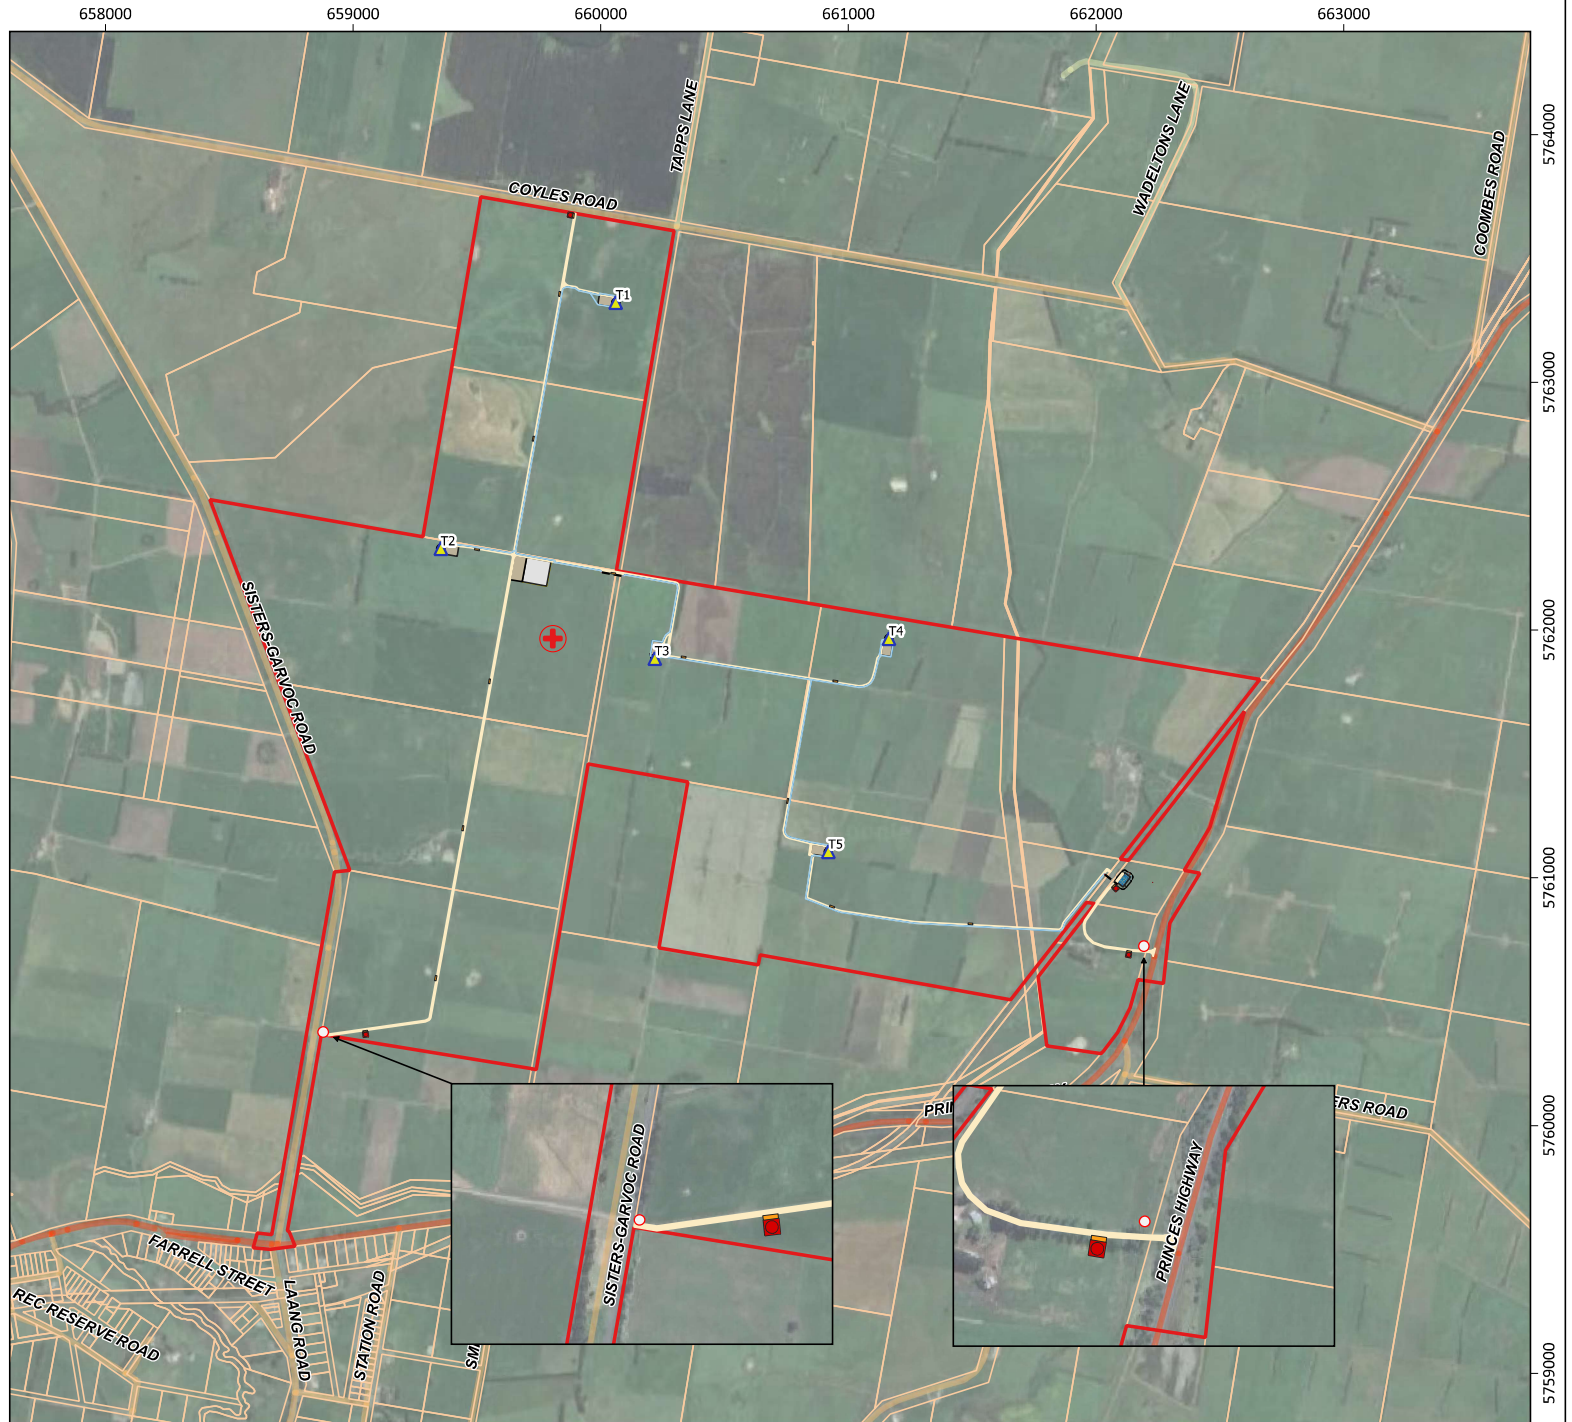 658000
659000
660000
661000
662000
663000
5764000
5763000
5762000
5761000
5760000
5759000
TAPPS LANE
WADELTONS LANE
COOMBES ROAD
COYLES ROAD
T1
T2
SISTERS-GARVOC ROAD
T3
T4
T5
PRI
ERS ROAD
SISTERS-GARVOC ROAD
PRINCES HIGHWAY
FARRELL STREET
LAANG ROAD
STATION ROAD
REC RESERVE ROAD
SM